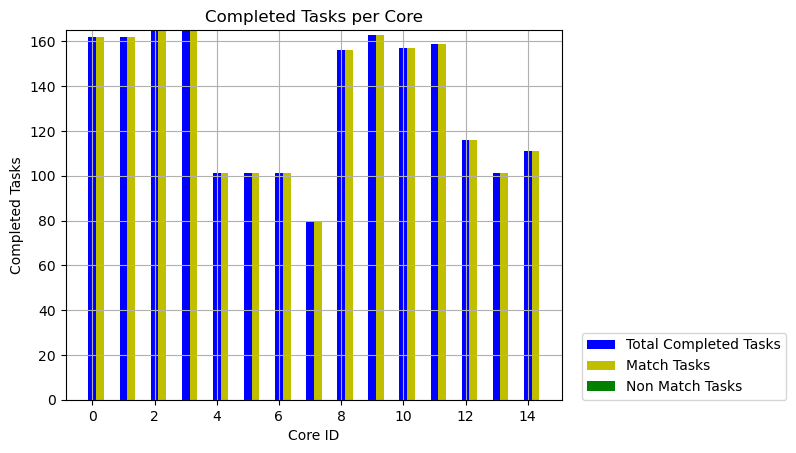 Completed Tasks per Core
160
140
120
100
80
60
40
20
0
Completed Tasks
0 2 4 6 8 10 12 14
Core ID
Total Completed Tasks
Match Tasks
Non Match Tasks